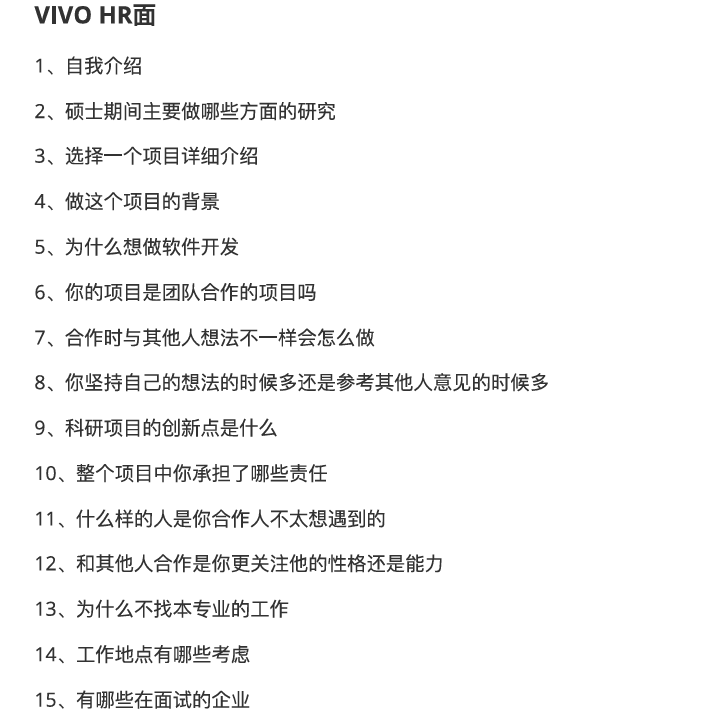 VIVO HR面
1、自我介绍
2、硕士期间主要做哪些方面的研究
3、选择一个项目详细介绍
4、做这个项目的背景
5、为什么想做软件开发
6、你的项目是团队合作的项目吗
7、合作时与其他人想法不一样会怎么做
8、你坚持自己的想法的时候多还是参考其他人意见的时候多
9、科研项目的创新点是什么
10、整个项目中你承担了哪些责任
11、什么样的人是你合作人不太想遇到的
12、和其他人合作是你更关注他的性格还是能力
13、为什么不找本专业的工作
14、工作地点有哪些考虑
15、有哪些在面试的企业